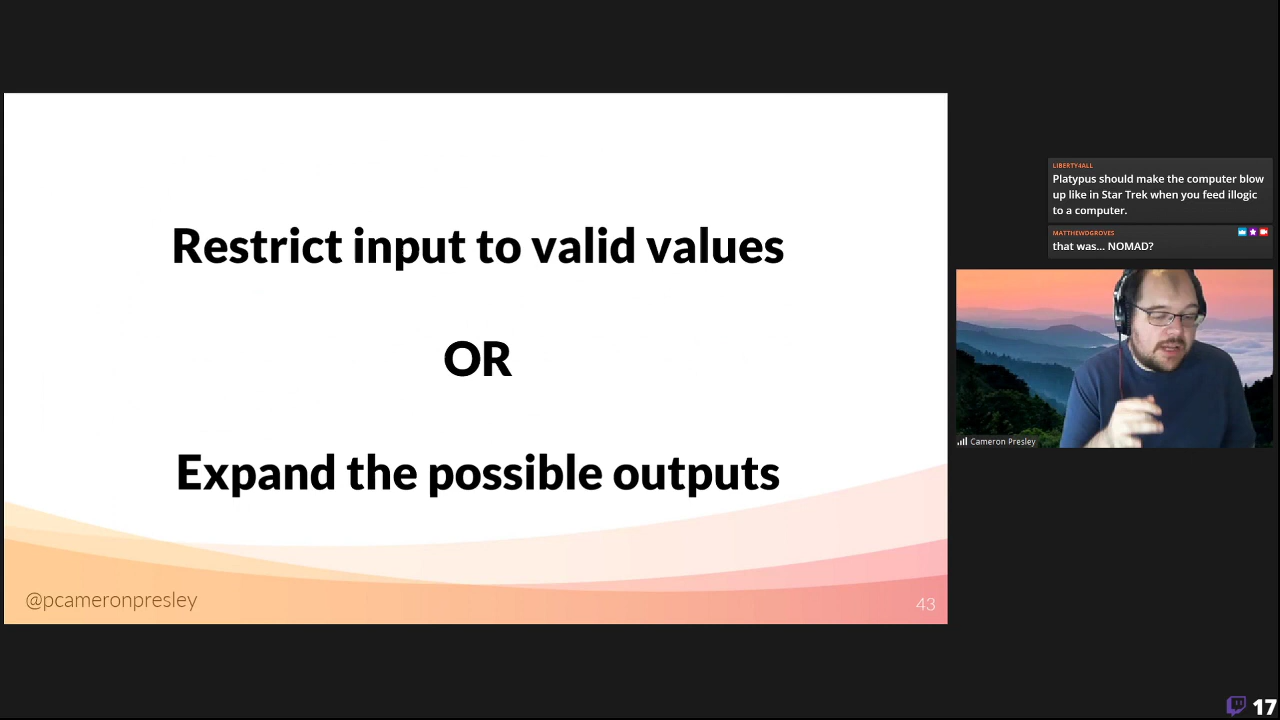 Restrict input to valid values
OR
Expand the possible outputs
@pcameronpresley
43
LIBERTY4ALL
Platypus should make the computer blow
up like in Star Trek when you feed illogic
to a computer.
MATTHEWDGROVES
that was... NOMAD?
Cameron Presley
17